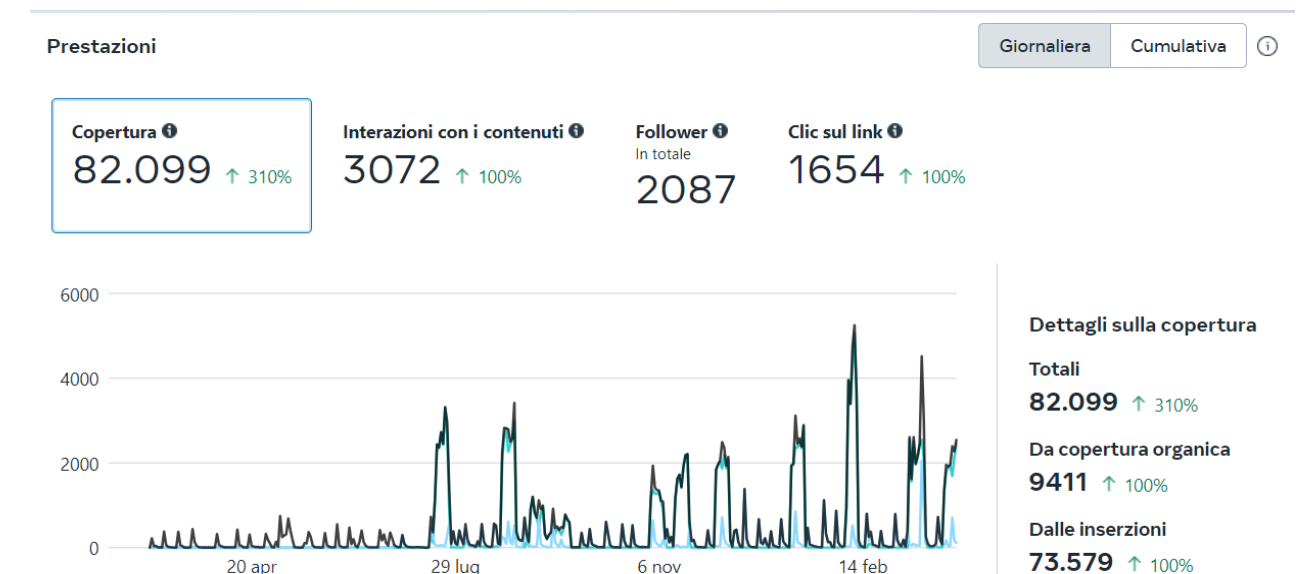 Prestazioni
Giornaliera Cumulativa
Copertura
82.099 ↑ 310%
Interazioni con i contenuti
3072 ↑ 100%
Follower
In totale
2087
Clic sul link
1654 ↑ 100%
6000
4000
2000
0
20 apr 29 lug 6 nov 14 feb
Dettagli sulla copertura
Totali
82.099 ↑ 310%
Da copertura organica
9411 ↑ 100%
Dalle inserzioni
73.579 ↑ 100%